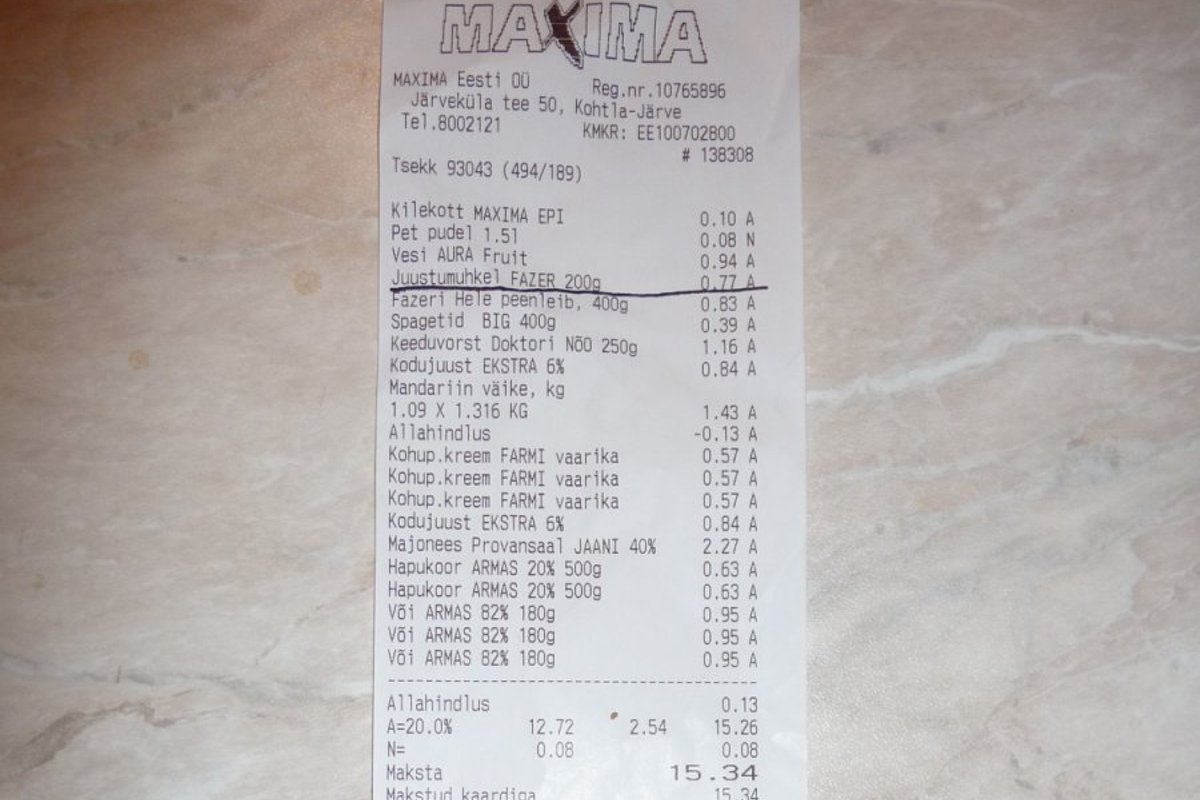 MAXIMA
MAXIMA Eesti OÜ Reg.nr.10765896
Järveküla tee 50, Kohtla-Järve
Tel.8002121 KMKR: EE100702800
# 138308
Tsekk 93043 (494/189)
Kilekott MAXIMA EPI 0.10 A
Pet pudel 1.5l 0.08 N
Vesi AURA Fruit 0.94 A
Juustumuhkel FAZER 200g 0.77 A
Fazeri Hele peenleib, 400g 0.83 A
Spagetid BIG 400g 0.39 A
Keeduvorst Doktori NÕO 250g 1.16 A
Kodujuust EKSTRA 6% 0.84 A
Mandariin väike, kg
1.09 X 1.316 KG 1.43 A
Allahindlus -0.13 A
Kohup.kreem FARMI vaarika 0.57 A
Kohup.kreem FARMI vaarika 0.57 A
Kohup.kreem FARMI vaarika 0.57 A
Kodujuust EKSTRA 6% 0.84 A
Majonees Provansaal JAANI 40% 2.27 A
Hapukoor ARMAS 20% 500g 0.63 A
Hapukoor ARMAS 20% 500g 0.63 A
Või ARMAS 82% 180g 0.95 A
Või ARMAS 82% 180g 0.95 A
Või ARMAS 82% 180g 0.95 A
Allahindlus 0.13
A=20.0% 12.72 2.54 15.26
N= 0.08 0.08
Maksta 15.34
Makstud kaardiga 15.34